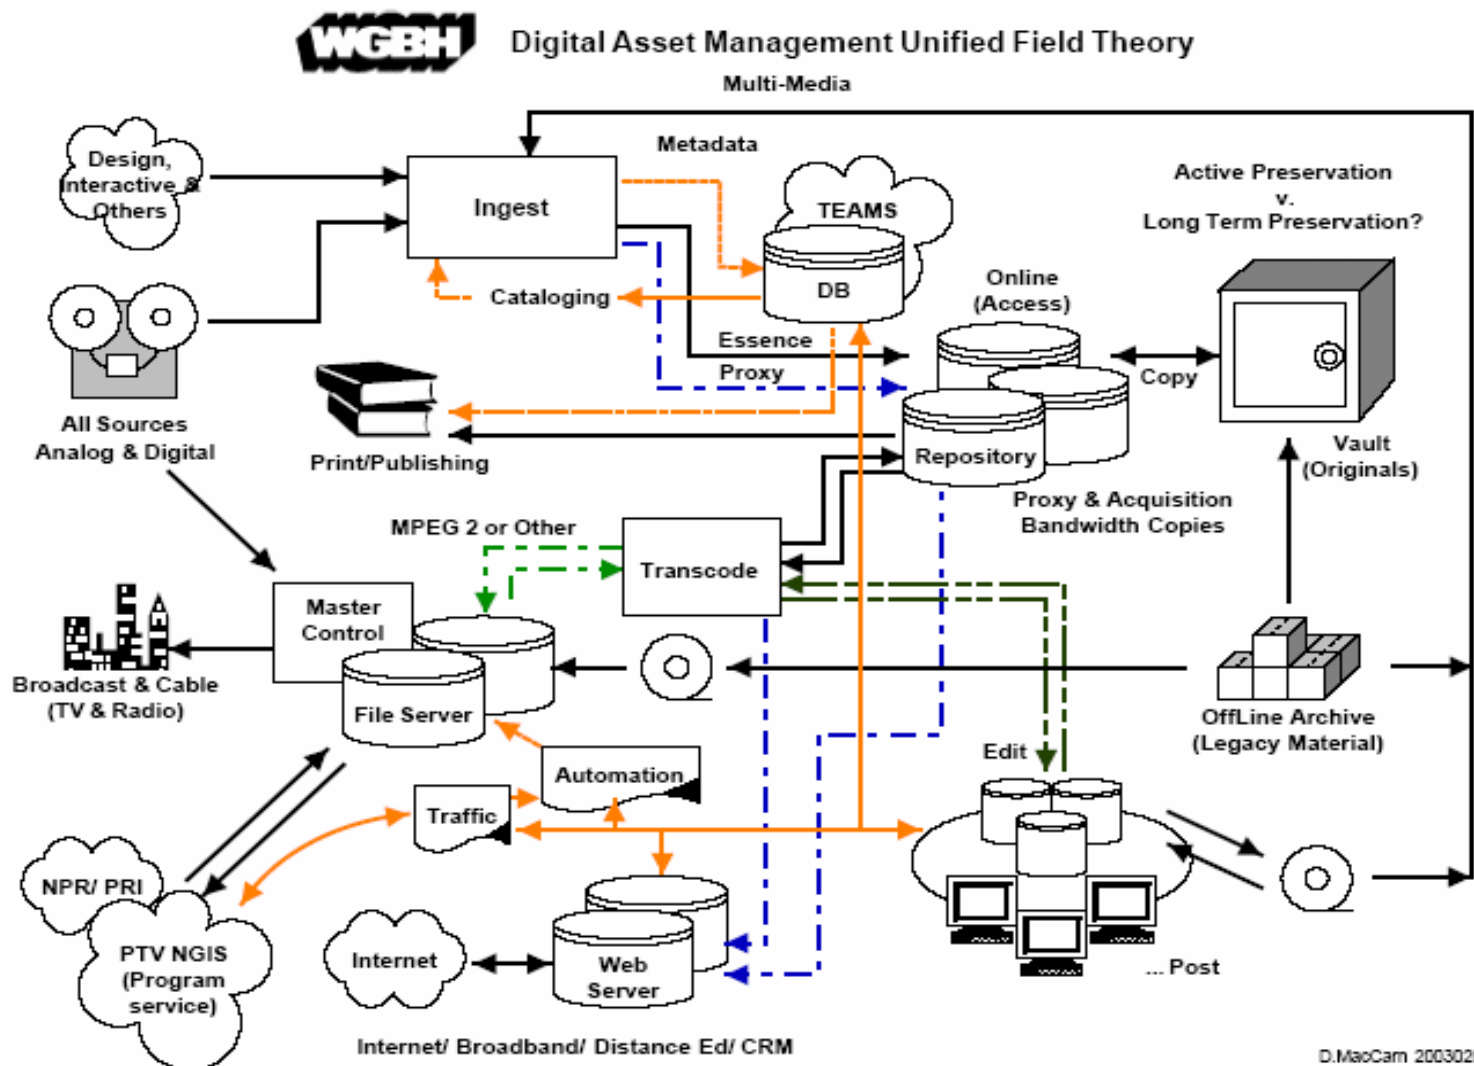 WGBH
Digital Asset Management Unified Field Theory
Multi-Media
Design,
Interactive &
Others
Ingest
Metadata
TEAMS
DB
Cataloging
Active Preservation
v.
Long Term Preservation?
Online
(Access)
Essence
Proxy
Copy
All Sources
Analog & Digital
Print/Publishing
Repository
Vault
(Originals)
Proxy & Acquisition
Bandwidth Copies
MPEG 2 or Other
Transcode
Master
Control
Broadcast & Cable
(TV & Radio)
File Server
OffLine Archive
(Legacy Material)
Edit
Automation
Traffic
NPR/ PRI
PTV NGIS
(Program
service)
Internet
Web
Server
... Post
Internet/ Broadband/ Distance Ed/ CRM
D.MacCarn 200302